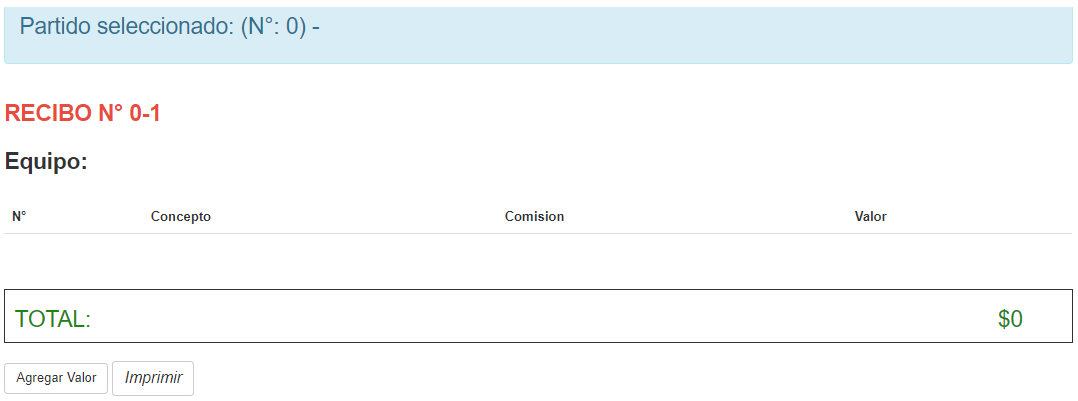 Partido seleccionado: (N°: 0) -
RECIBO N° 0-1
Equipo:
N° Concepto Comision Valor
TOTAL: $0
Agregar Valor Imprimir